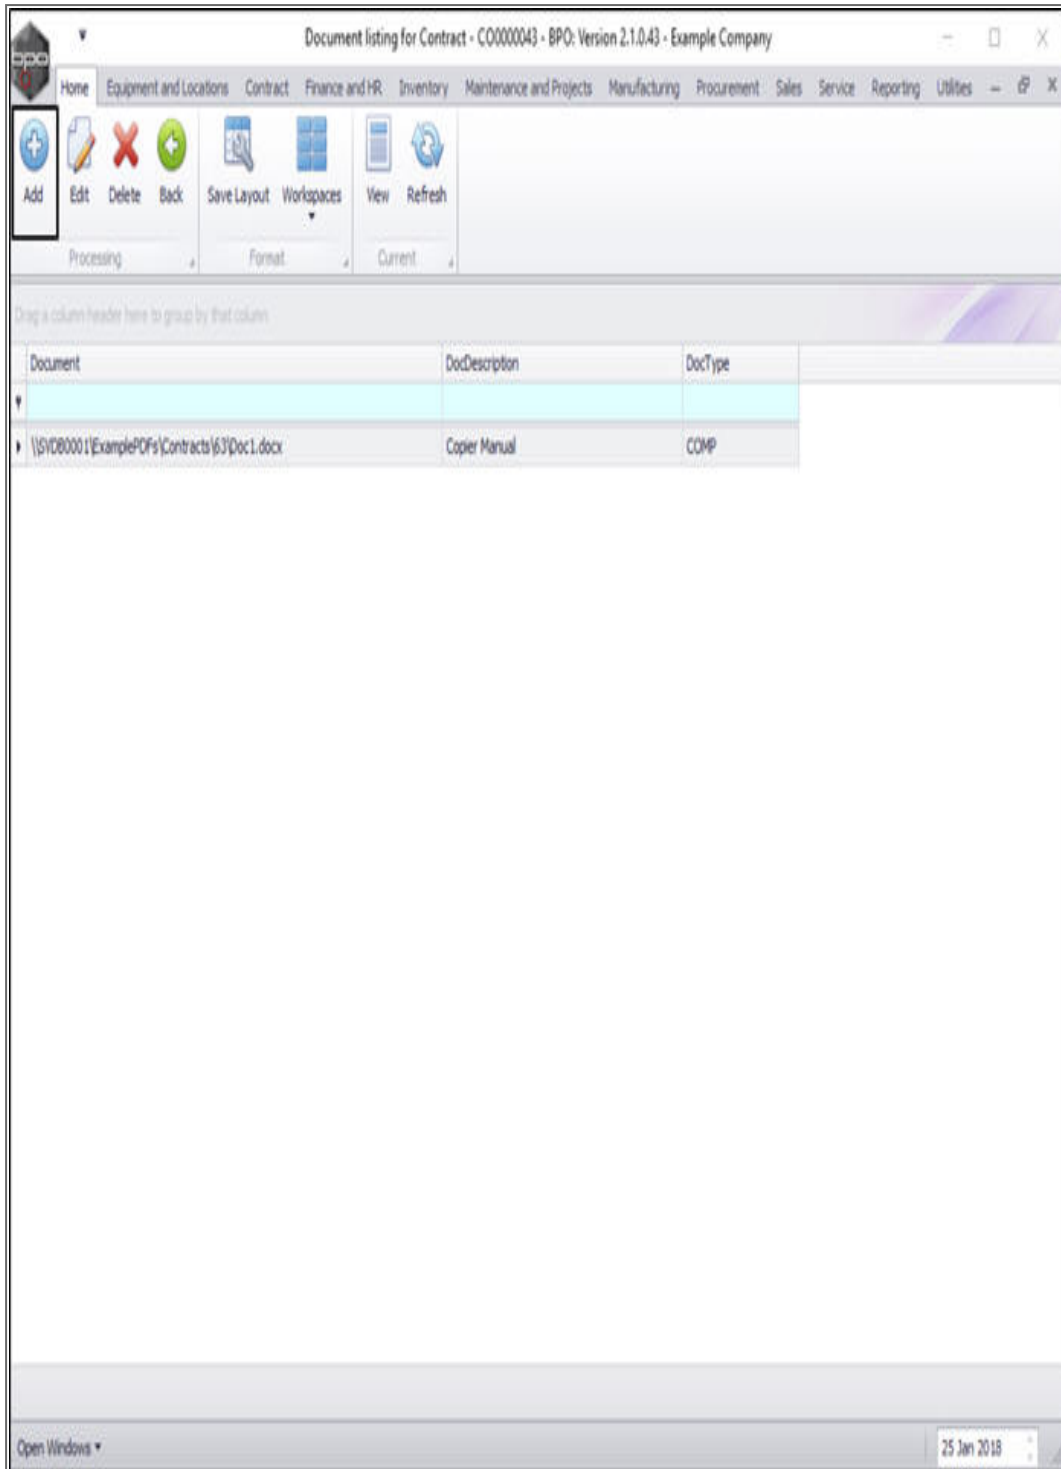 Document listing for Contract - CO0000043 - BPO: Version 2.1.0.43 - Example Company
bpo
Home Equipment and Locations Contract Finance and HR Inventory Maintenance and Projects Manufacturing Procurement Sales Service Reporting Utilities
Add Edit Delete Back Save Layout Workspaces View Refresh
Processing Format Current
Drag a column header here to group by that column
Document DocDescription DocType
\\SVDB0001\ExamplePDFs\Contracts\63\Doc1.docx Copier Manual COMP
Open Windows 25 Jan 2018